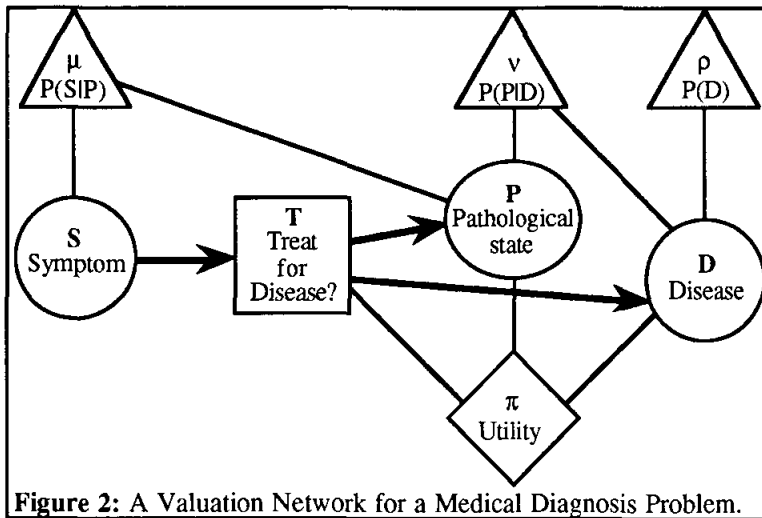 μ
P(S|P)
ν
P(P|D)
ρ
P(D)
S
Symptom
T
Treat
for
Disease?
P
Pathological
state
D
Disease
π
Utility
Figure 2: A Valuation Network for a Medical Diagnosis Problem.